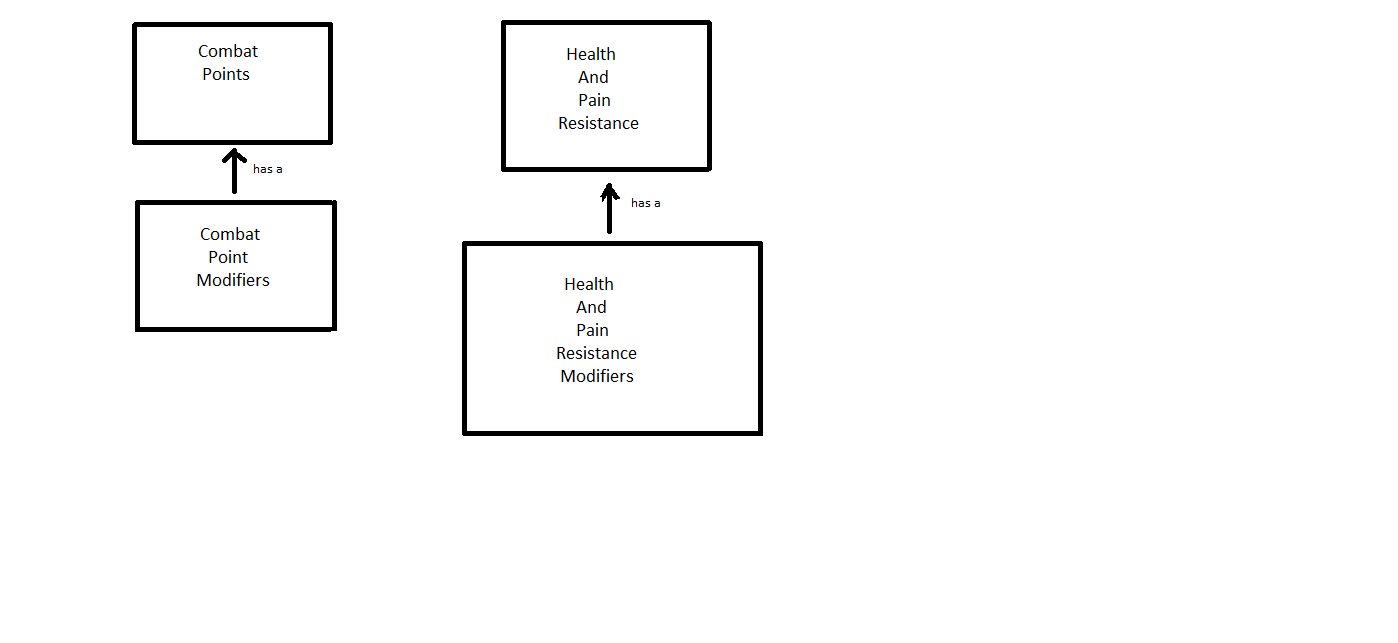 Combat
Points
has a
Combat
Point
Modifiers
Health
And
Pain
Resistance
has a
Health
And
Pain
Resistance
Modifiers